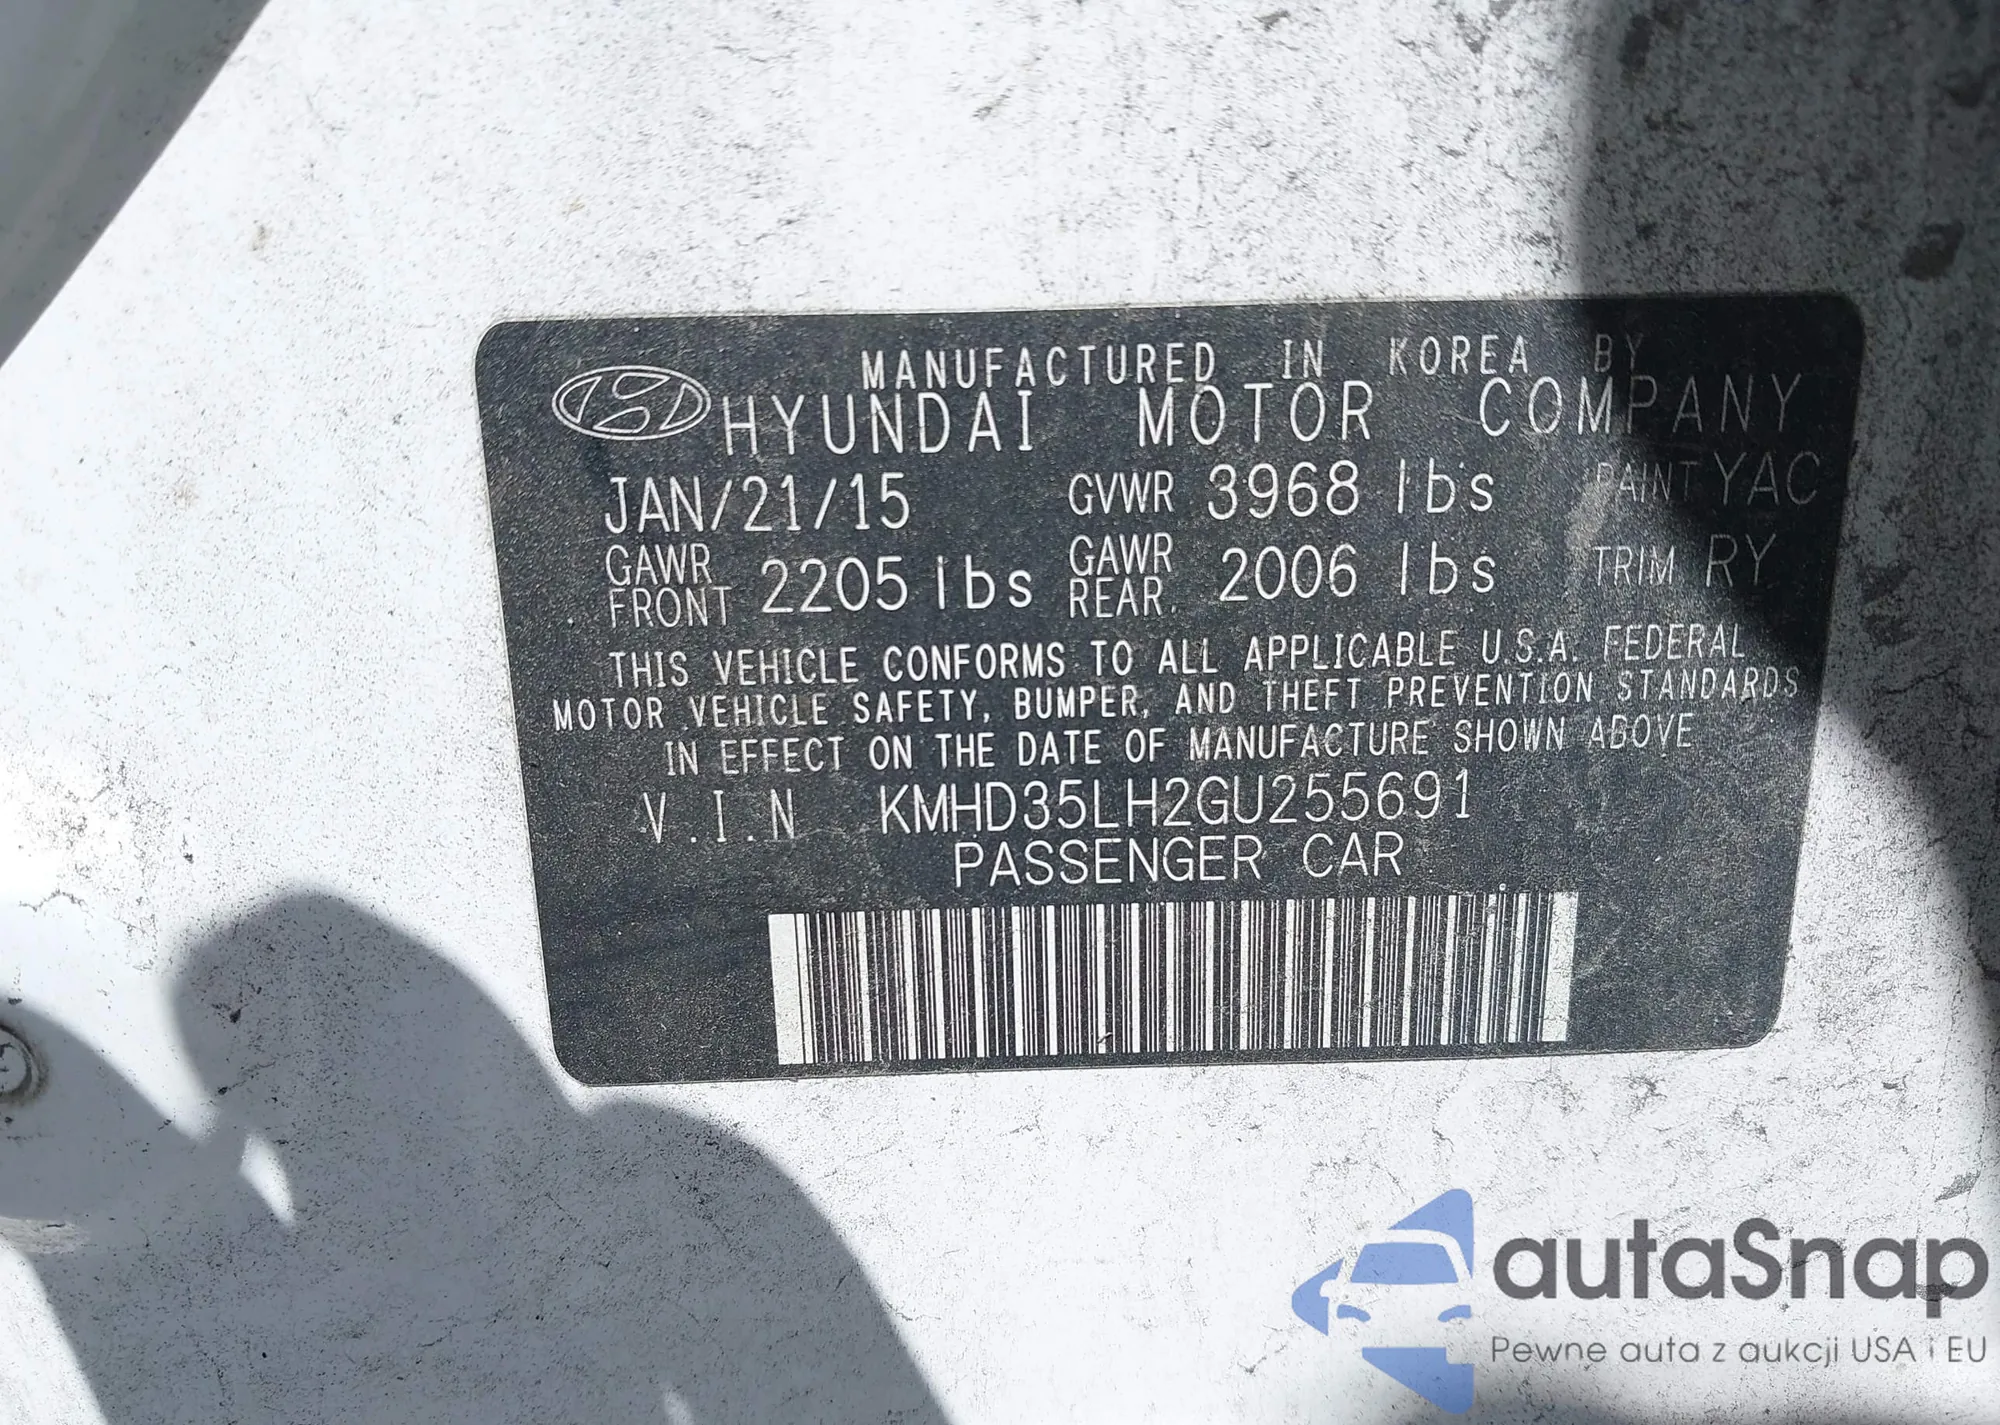 MANUFACTURED IN KOREA BY
HYUNDAI MOTOR COMPANY
JAN/21/15 GVWR 3968 lbs PAINT YAC
GAWR FRONT 2205 lbs GAWR REAR. 2006 lbs TRIM RY
THIS VEHICLE CONFORMS TO ALL APPLICABLE U.S.A. FEDERAL
MOTOR VEHICLE SAFETY, BUMPER, AND THEFT PREVENTION STANDARDS
IN EFFECT ON THE DATE OF MANUFACTURE SHOWN ABOVE
V.I.N KMHD35LH2GU255691
PASSENGER CAR
autaSnap
Pewne auta z aukcji USA i EU